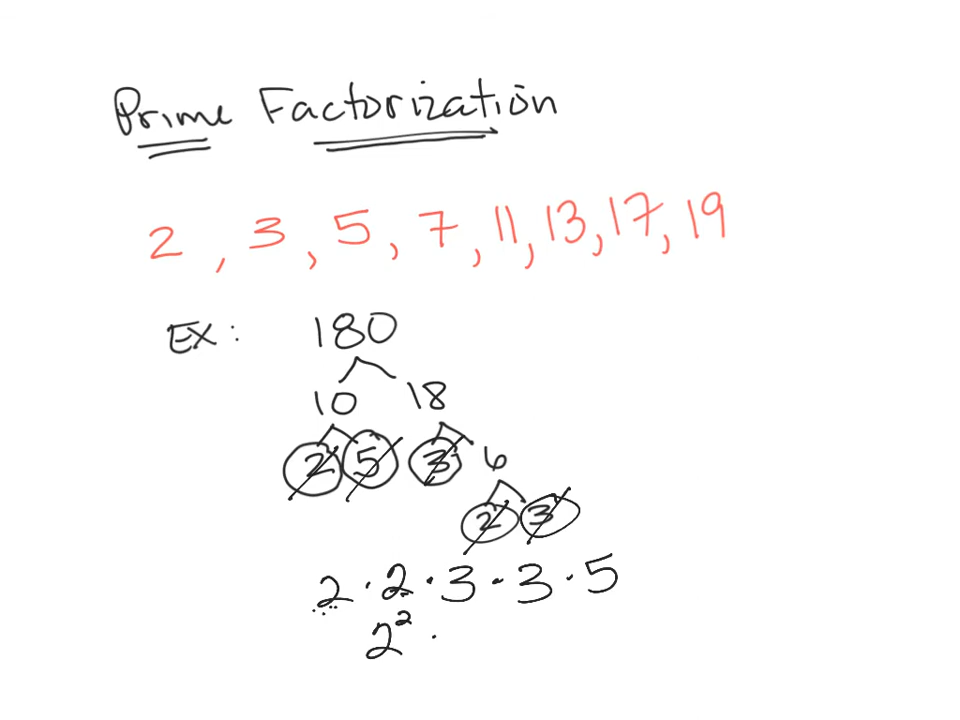 Prime Factorization
2, 3, 5, 7, 11, 13, 17, 19
EX: 180
10 18
2 5 3 6
2 3
2 · 2 · 3 · 3 · 5
2² ·